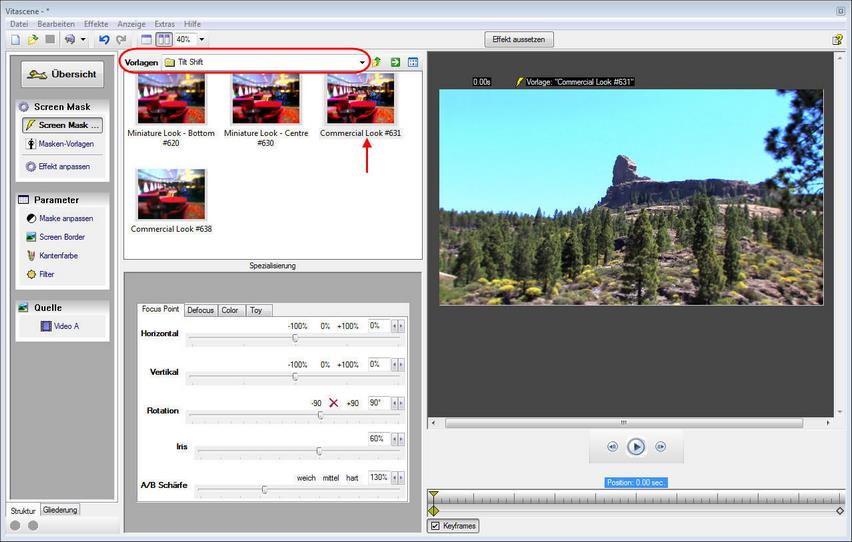 Vitascene - *
Datei Bearbeiten Effekte Anzeige Extras Hilfe
40% Effekt aussetzen
Übersicht
Screen Mask
Screen Mask ...
Masken-Vorlagen
Effekt anpassen
Parameter
Maske anpassen
Screen Border
Kantenfarbe
Filter
Quelle
Video A
Struktur Gliederung
Vorlagen Tilt Shift
Miniature Look - Bottom #620
Miniature Look - Centre #630
Commercial Look #631
Commercial Look #638
Spezialisierung
Focus Point Defocus Color Toy
Horizontal -100% 0% +100% 0%
Vertikal -100% 0% +100% 0%
Rotation -90 +90 90°
Iris 60%
A/B Schärfe weich mittel hart 130%
0.00s Vorlage: "Commercial Look #631"
Position: 0.00 sec.
Keyframes